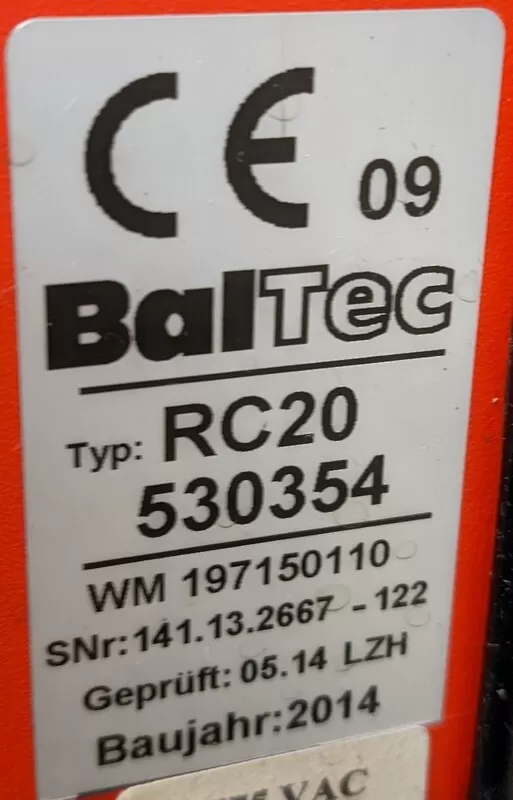 CE 09
BalTec
Typ: RC20
530354
WM 197150110
SNr:141.13.2667 - 122
Geprüft: 05.14 LZH
Baujahr:2014
VAC